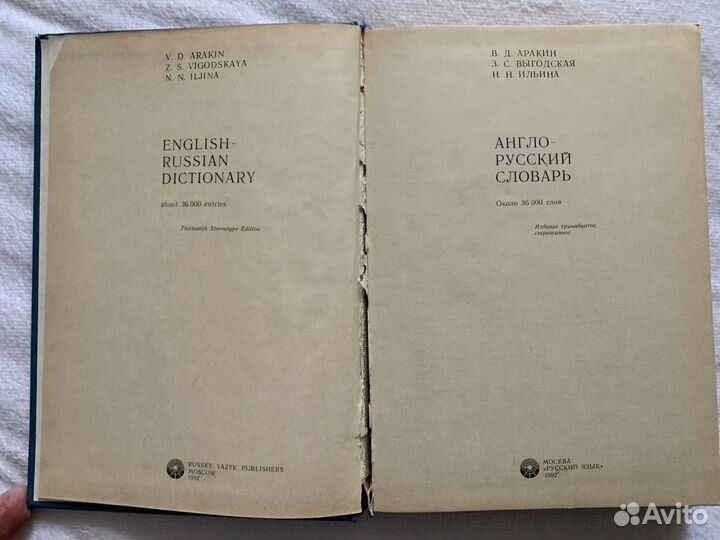 V. D. ARAKIN
Z. S. VIGODSKAYA
N. N. ILJINA
ENGLISH-
RUSSIAN
DICTIONARY
about 36 000 entries
Thirteenth Stereotype Edition
RUSSKY YAZYK PUBLISHERS
MOSCOW
1992
В. Д. АРАКИН
З. С. ВЫГОДСКАЯ
Н. Н. ИЛЬИНА
АНГЛО-
РУССКИЙ
СЛОВАРЬ
Около 36 000 слов
Издание тринадцатое,
стереотипное
МОСКВА
«РУССКИЙ ЯЗЫК»
1992
Avito